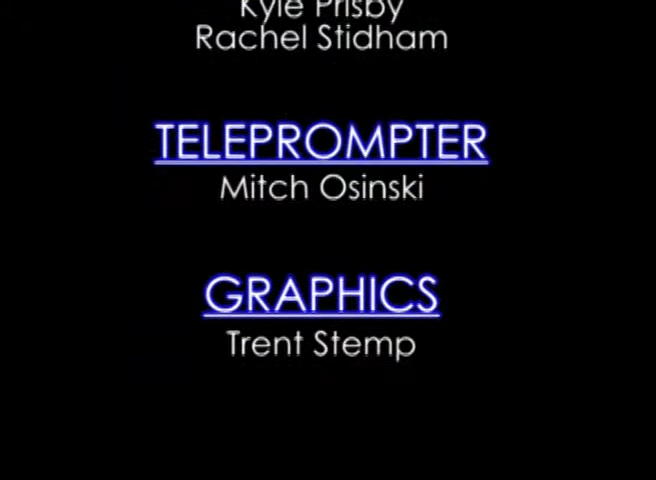 Kyle Prisby
Rachel Stidham
TELEPROMPTER
Mitch Osinski
GRAPHICS
Trent Stemp